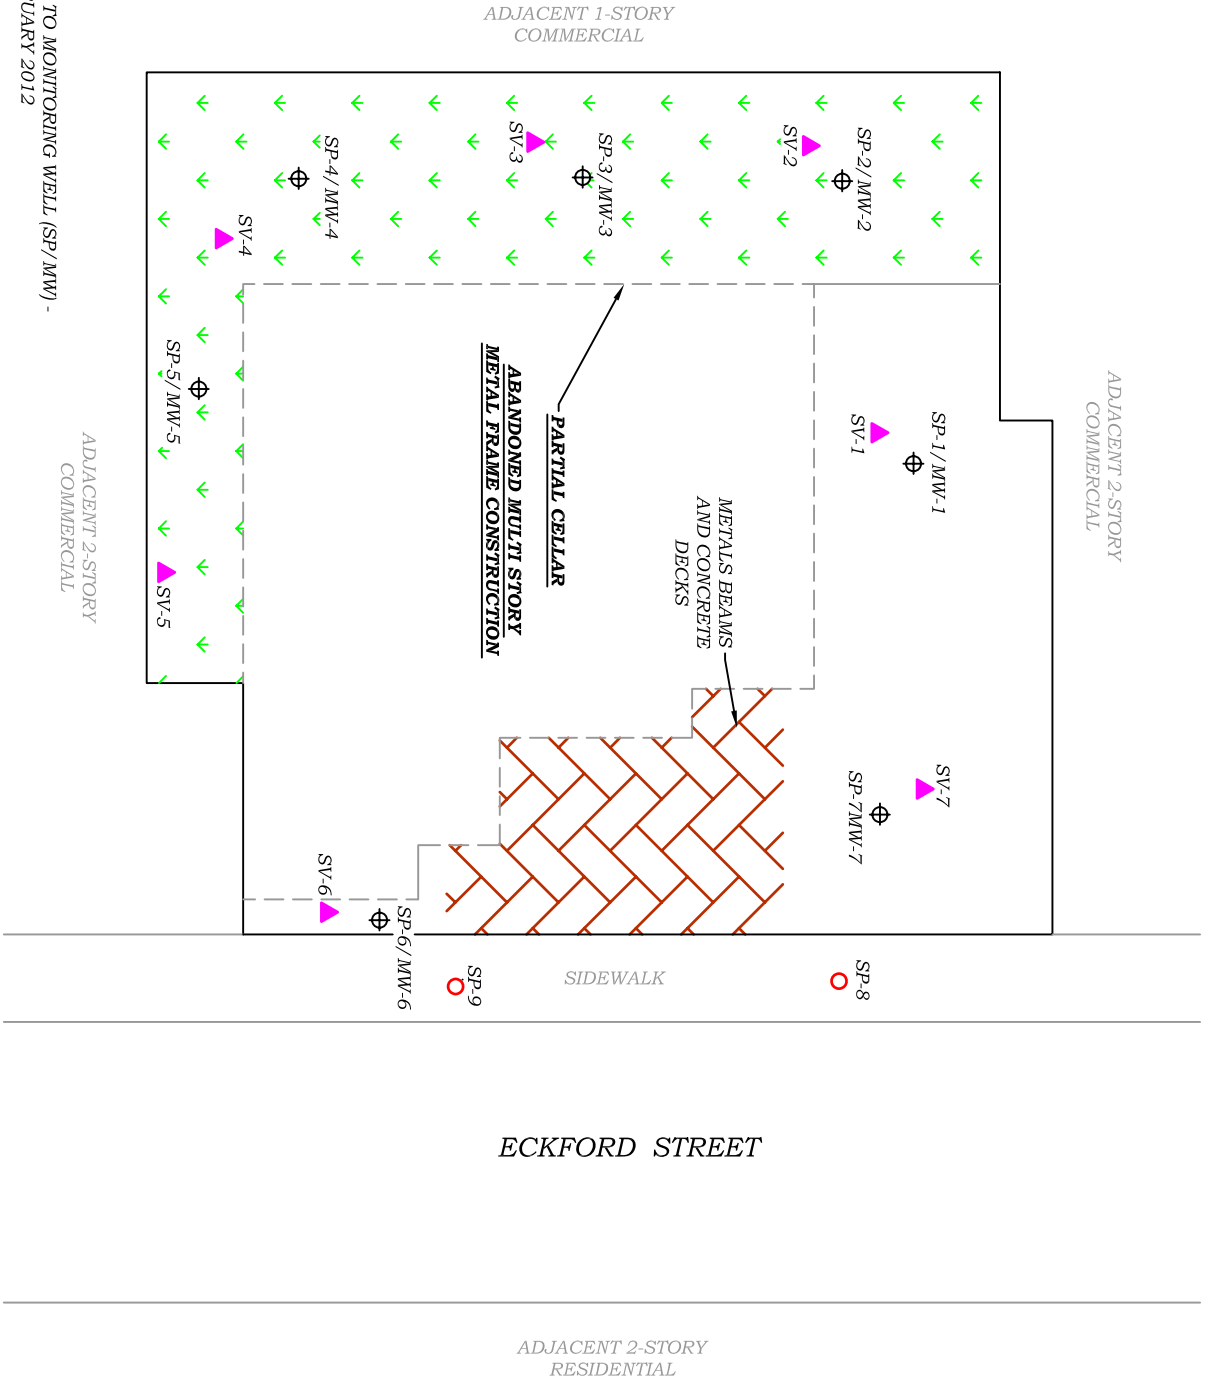 ADJACENT 1-STORY
COMMERCIAL
TO MONITORING WELL (SP/MW) -
UARY 2012
SV-3
SP-3/MW-3
SV-2
SP-2/MW-2
SP-4/MW-4
SV-4
SP-5/MW-5
SV-5
ADJACENT 2-STORY
COMMERCIAL
ADJACENT 2-STORY
COMMERCIAL
SV-1
SP-1/MW-1
PARTIAL CELLAR
ABANDONED MULTI STORY
METAL FRAME CONSTRUCTION
METALS BEAMS
AND CONCRETE
DECKS
SV-7
SP-7MW-7
SV-6
SP-6/MW-6
SP-9
SIDEWALK
SP-8
ECKFORD STREET
ADJACENT 2-STORY
RESIDENTIAL